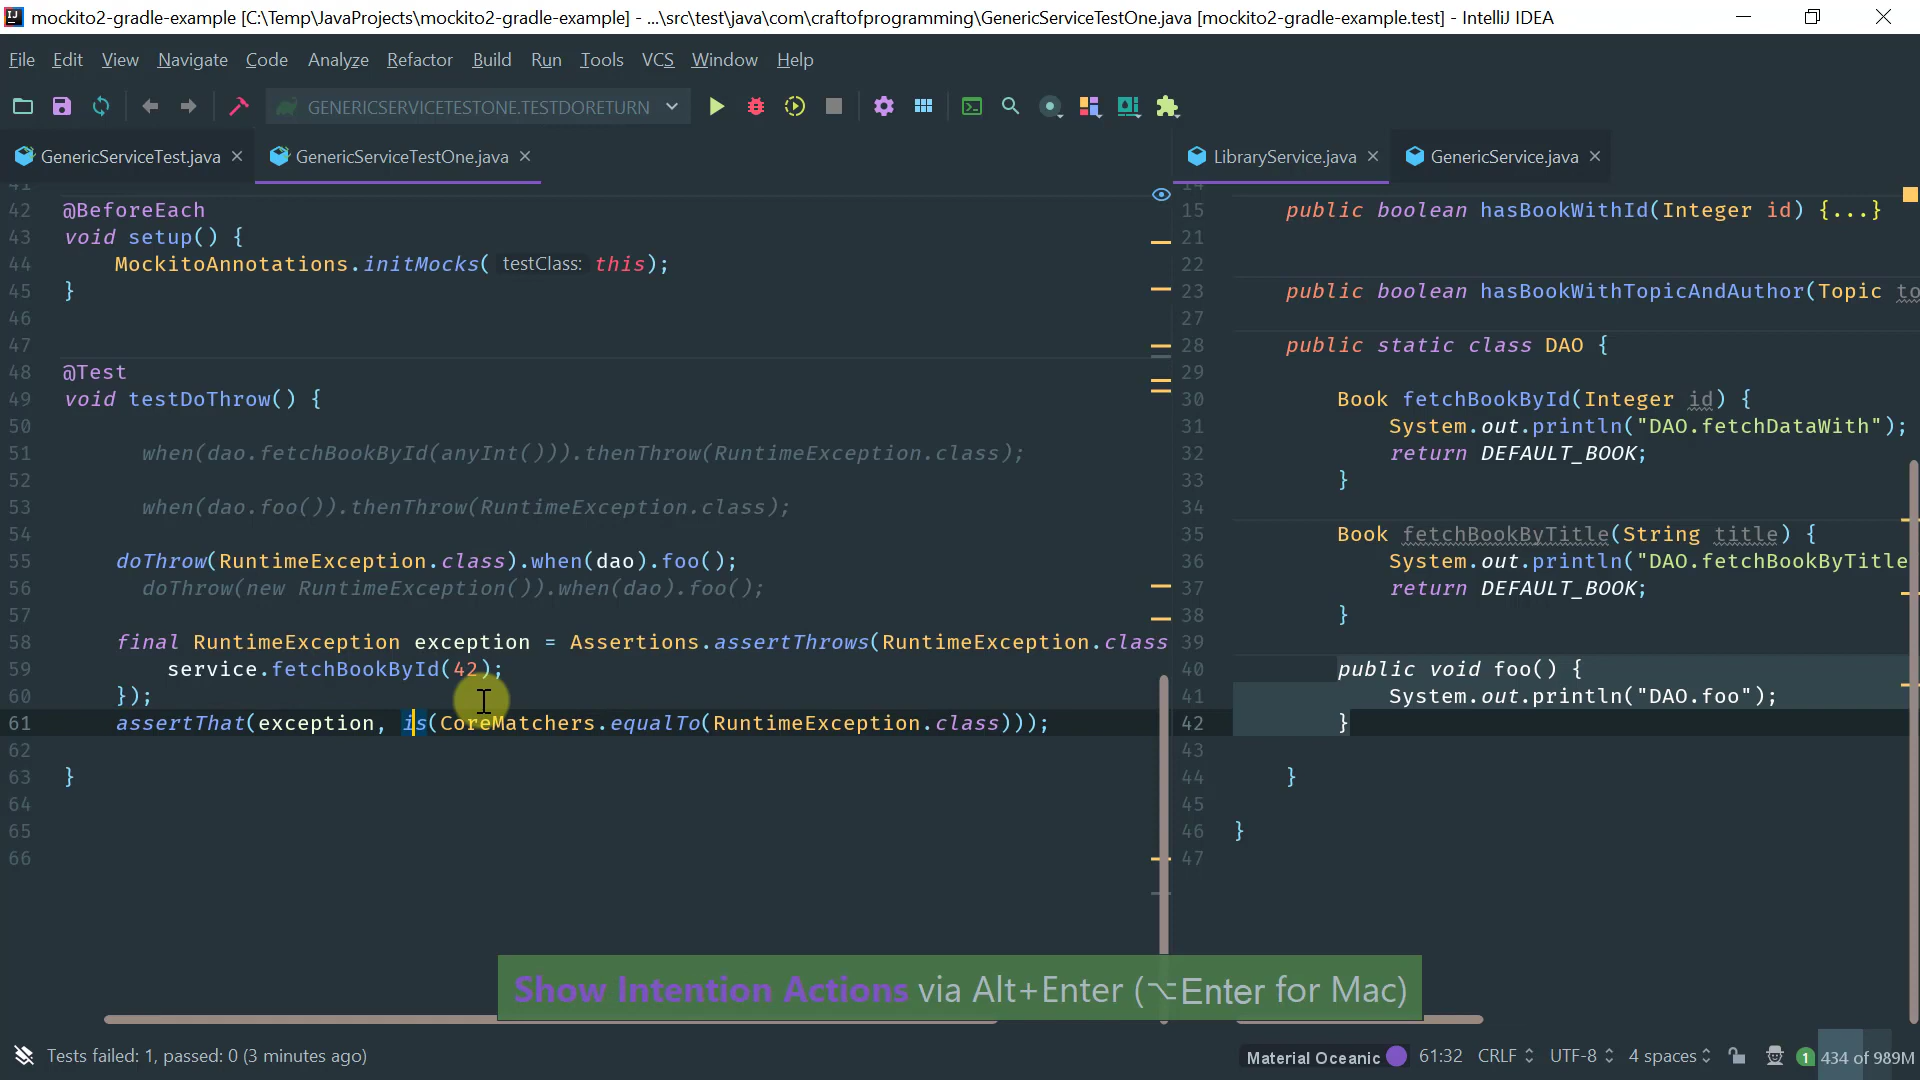 mockito2-gradle-example [C:\Temp\JavaProjects\mockito2-gradle-example] - ...\src\test\java\com\craftofprogramming\GenericServiceTestOne.java [mockito2-gradle-example.test] - IntelliJ IDEA
File Edit View Navigate Code Analyze Refactor Build Run Tools VCS Window Help
GENERICSERVICETESTONE.TESTDORETURN
GenericServiceTest.java GenericServiceTestOne.java
41
42 @BeforeEach
43 void setup() {
44 MockitoAnnotations.initMocks( testClass: this);
45 }
46
47
48 @Test
49 void testDoThrow() {
50
51 when(dao.fetchBookById(anyInt())).thenThrow(RuntimeException.class);
52
53 when(dao.foo()).thenThrow(RuntimeException.class);
54
55 doThrow(RuntimeException.class).when(dao).foo();
56 doThrow(new RuntimeException()).when(dao).foo();
57
58 final RuntimeException exception = Assertions.assertThrows(RuntimeException.class
59 service.fetchBookById(42);
60 });
61 assertThat(exception, is(CoreMatchers.equalTo(RuntimeException.class)));
62
63 }
64
65
66
LibraryService.java GenericService.java
14
15 public boolean hasBookWithId(Integer id) {...}
21
22
23 public boolean hasBookWithTopicAndAuthor(Topic to
27
28 public static class DAO {
29
30 Book fetchBookById(Integer id) {
31 System.out.println("DAO.fetchDataWith");
32 return DEFAULT_BOOK;
33 }
34
35 Book fetchBookByTitle(String title) {
36 System.out.println("DAO.fetchBookByTitle
37 return DEFAULT_BOOK;
38 }
39
40 public void foo() {
41 System.out.println("DAO.foo");
42 }
43
44 }
45
46 }
47
Show Intention Actions via Alt+Enter (⌥Enter for Mac)
Tests failed: 1, passed: 0 (3 minutes ago)
Material Oceanic 61:32 CRLF UTF-8 4 spaces 1 434 of 989M